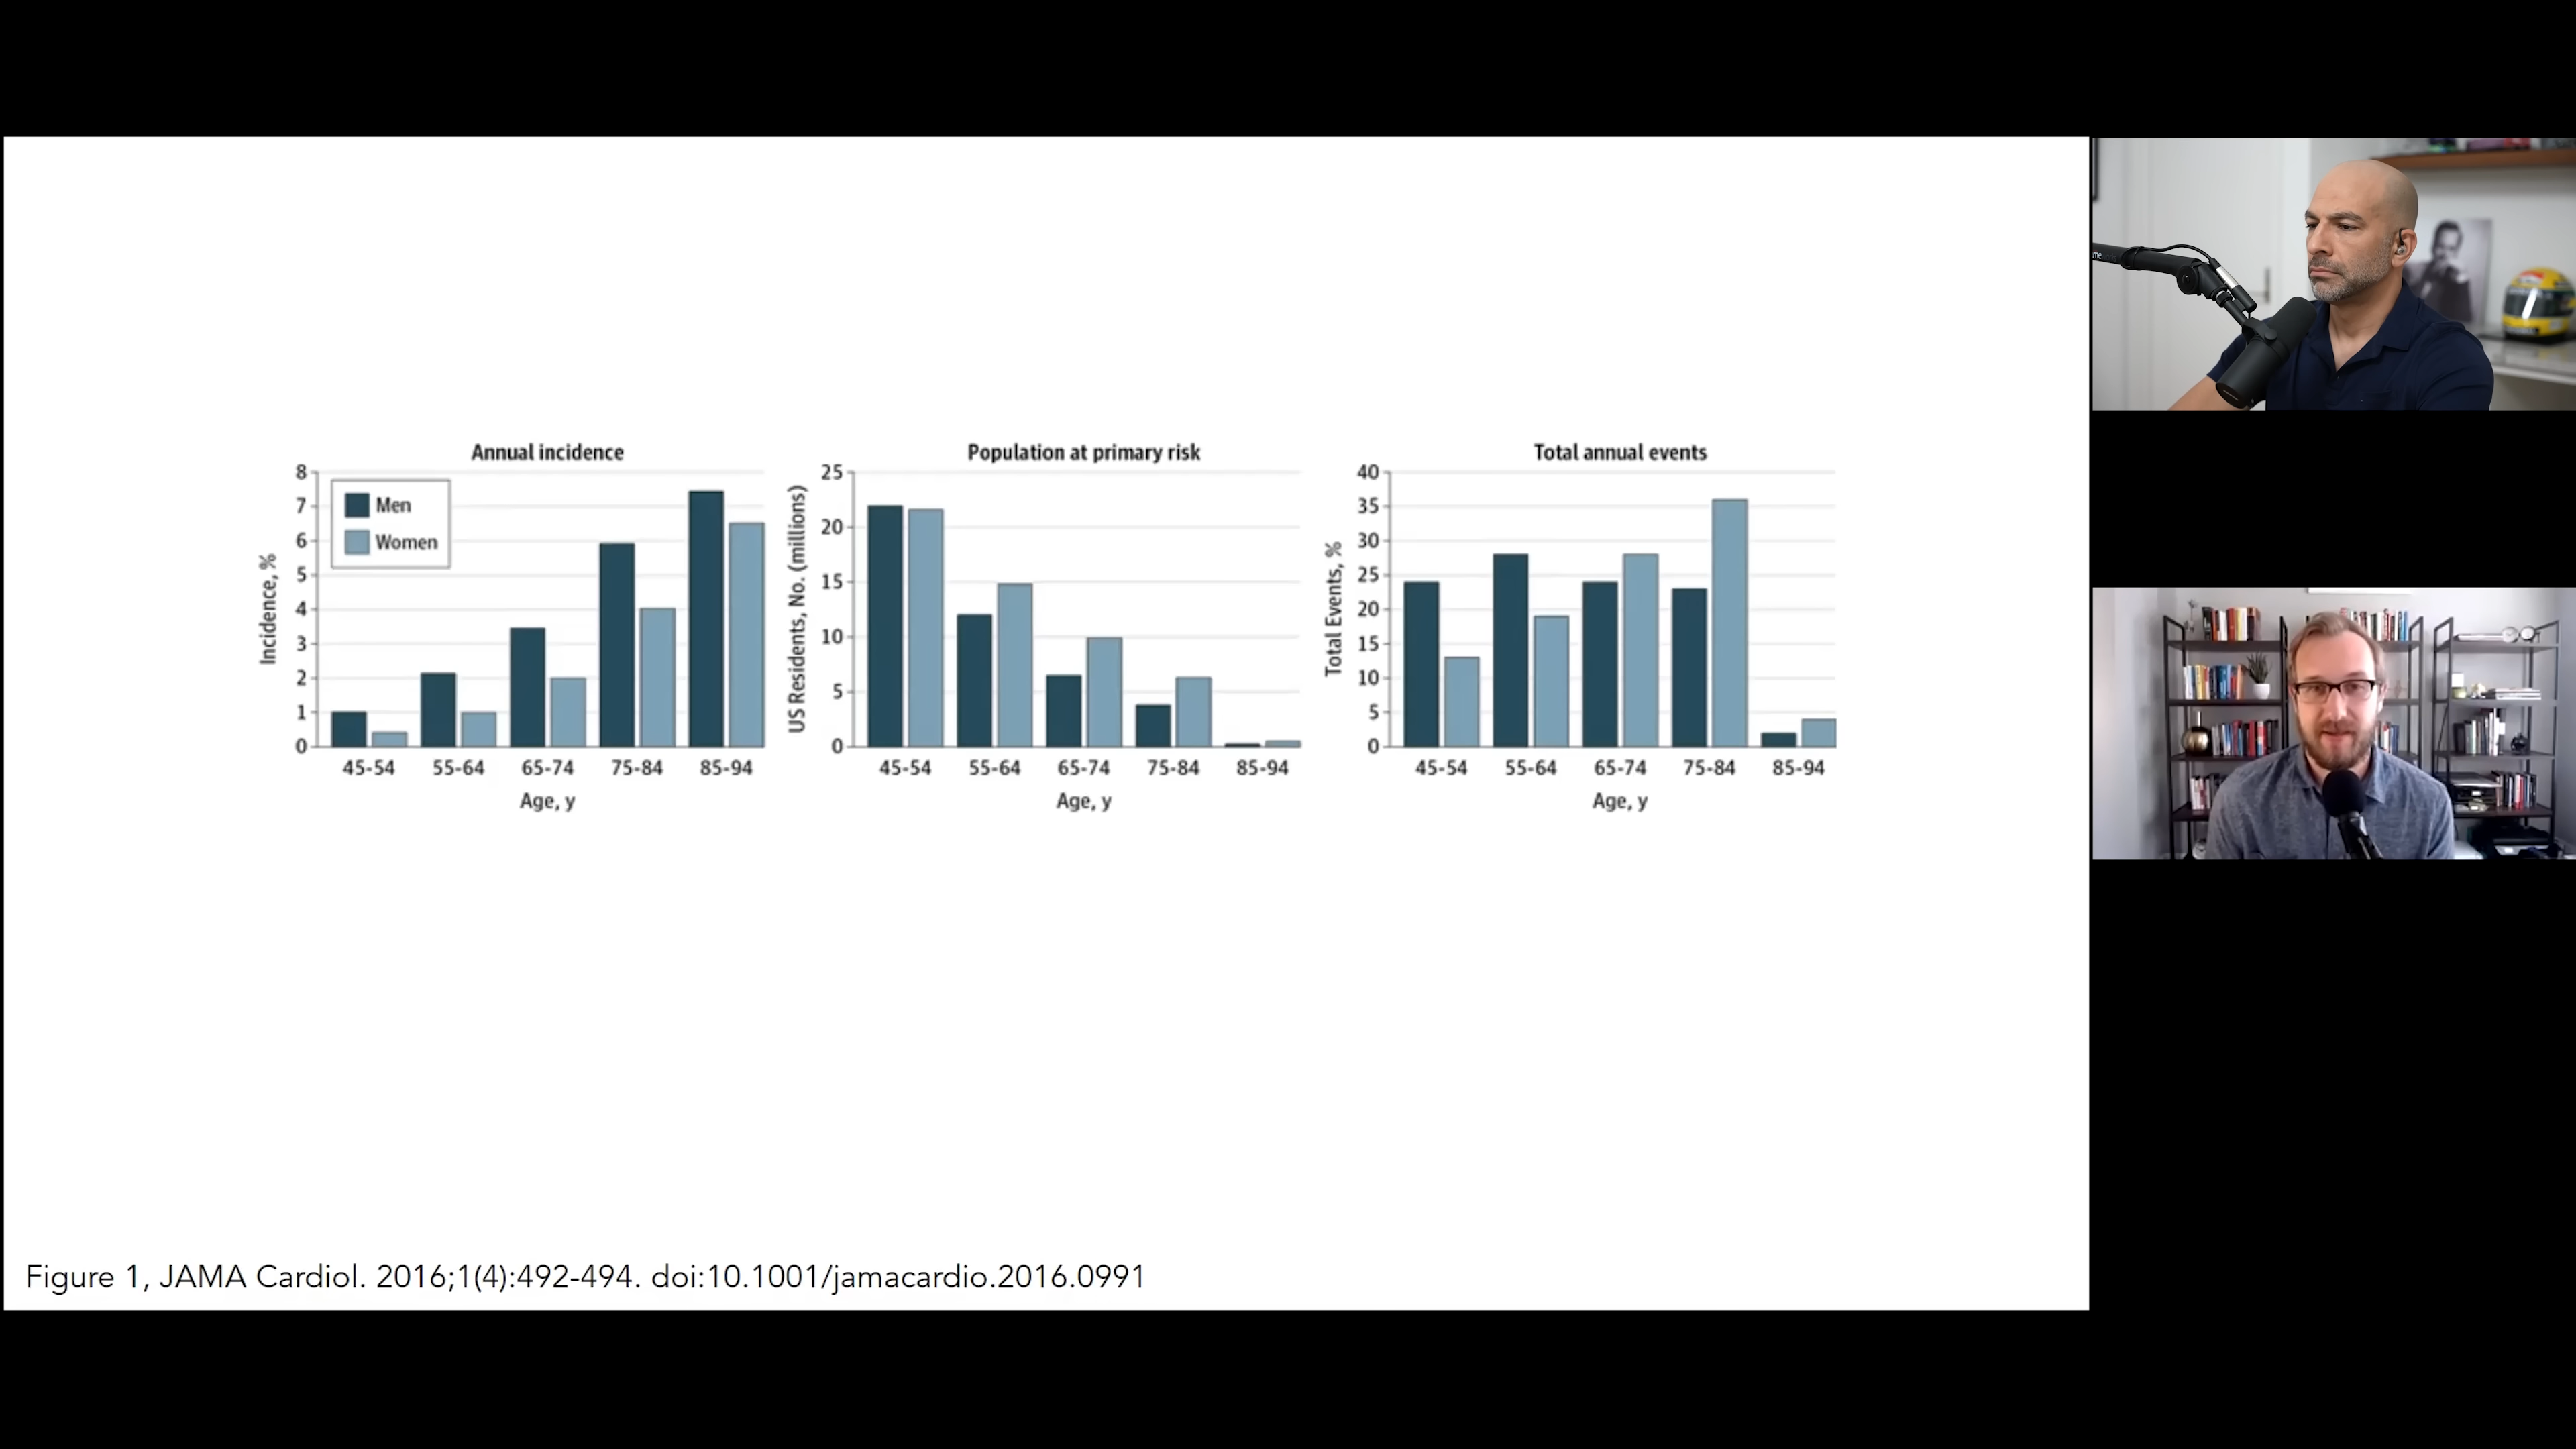 Annual incidence
8
7
6
5
4
3
2
1
0
Incidence, %
Men
Women
45-54 55-64 65-74 75-84 85-94
Age, y
Population at primary risk
25
20
15
10
5
0
US Residents, No. (millions)
45-54 55-64 65-74 75-84 85-94
Age, y
Total annual events
40
35
30
25
20
15
10
5
0
Total Events, %
45-54 55-64 65-74 75-84 85-94
Age, y
Figure 1, JAMA Cardiol. 2016;1(4):492-494. doi:10.1001/jamacardio.2016.0991